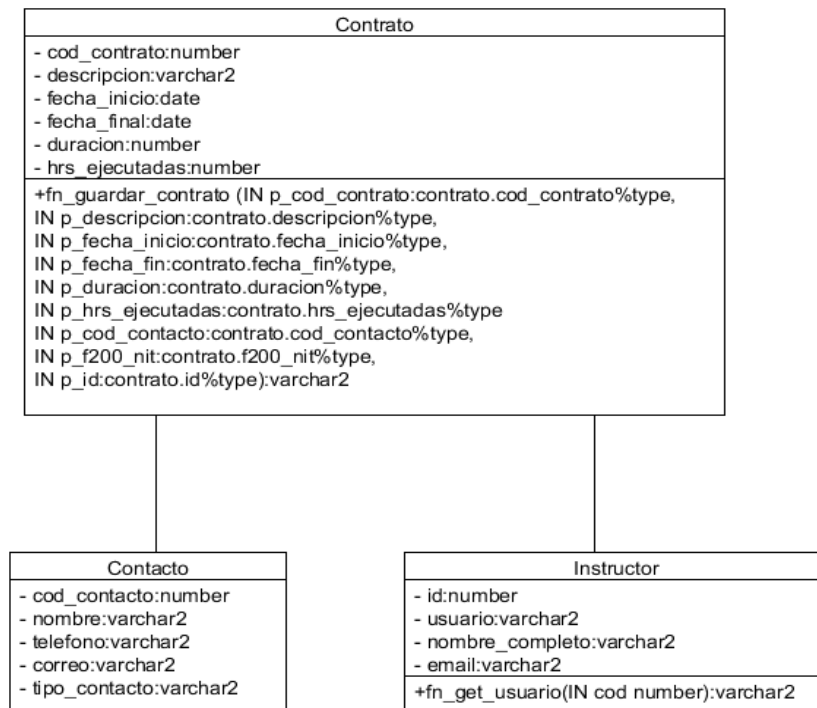 Contrato
- cod_contrato:number
- descripcion:varchar2
- fecha_inicio:date
- fecha_final:date
- duracion:number
- hrs_ejecutadas:number
+fn_guardar_contrato (IN p_cod_contrato:contrato.cod_contrato%type,
IN p_descripcion:contrato.descripcion%type,
IN p_fecha_inicio:contrato.fecha_inicio%type,
IN p_fecha_fin:contrato.fecha_fin%type,
IN p_duracion:contrato.duracion%type,
IN p_hrs_ejecutadas:contrato.hrs_ejecutadas%type
IN p_cod_contacto:contrato.cod_contacto%type,
IN p_f200_nit:contrato.f200_nit%type,
IN p_id:contrato.id%type):varchar2
Contacto
- cod_contacto:number
- nombre:varchar2
- telefono:varchar2
- correo:varchar2
- tipo_contacto:varchar2
Instructor
- id:number
- usuario:varchar2
- nombre_completo:varchar2
- email:varchar2
+fn_get_usuario(IN cod number):varchar2